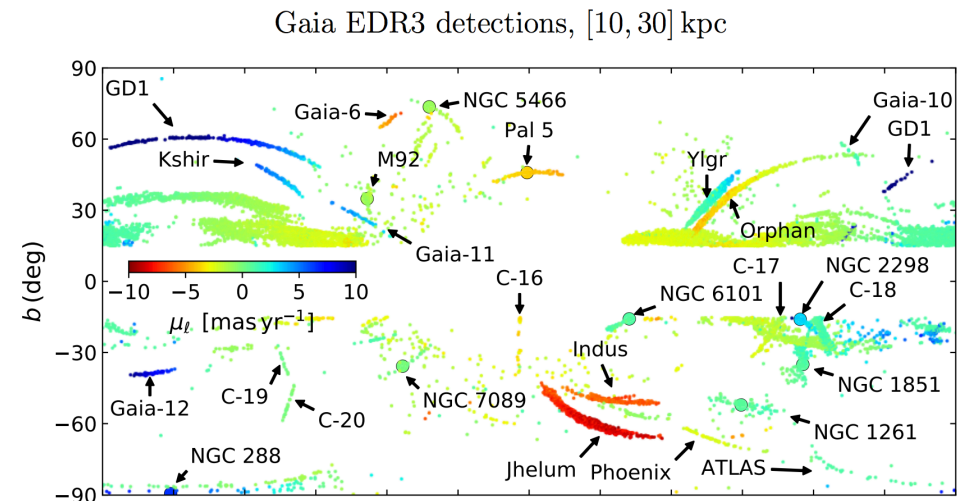 Gaia EDR3 detections, [10, 30] kpc
90
GD1
Gaia-6
NGC 5466
Gaia-10
Pal 5
GD1
60
Kshir
M92
Ylgr
30
Orphan
Gaia-11
b (deg)
0
C-16
C-17
NGC 2298
−10 −5 0 5 10
NGC 6101
C-18
μℓ [mas yr⁻¹]
−30
Indus
NGC 1851
Gaia-12
C-19
NGC 7089
C-20
−60
NGC 1261
NGC 288
Jhelum
Phoenix
ATLAS
−90